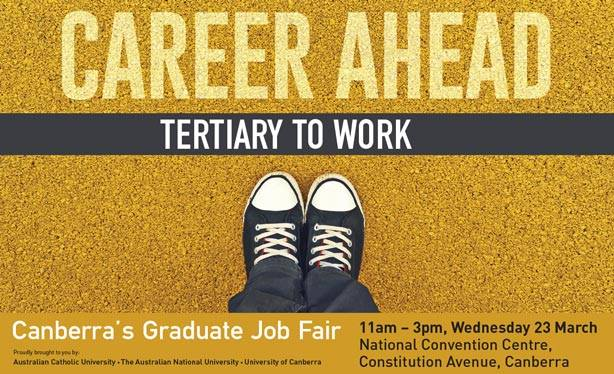 CAREER AHEAD
TERTIARY TO WORK
Canberra's Graduate Job Fair
Proudly brought to you by:
Australian Catholic University • The Australian National University • University of Canberra
11am – 3pm, Wednesday 23 March
National Convention Centre,
Constitution Avenue, Canberra